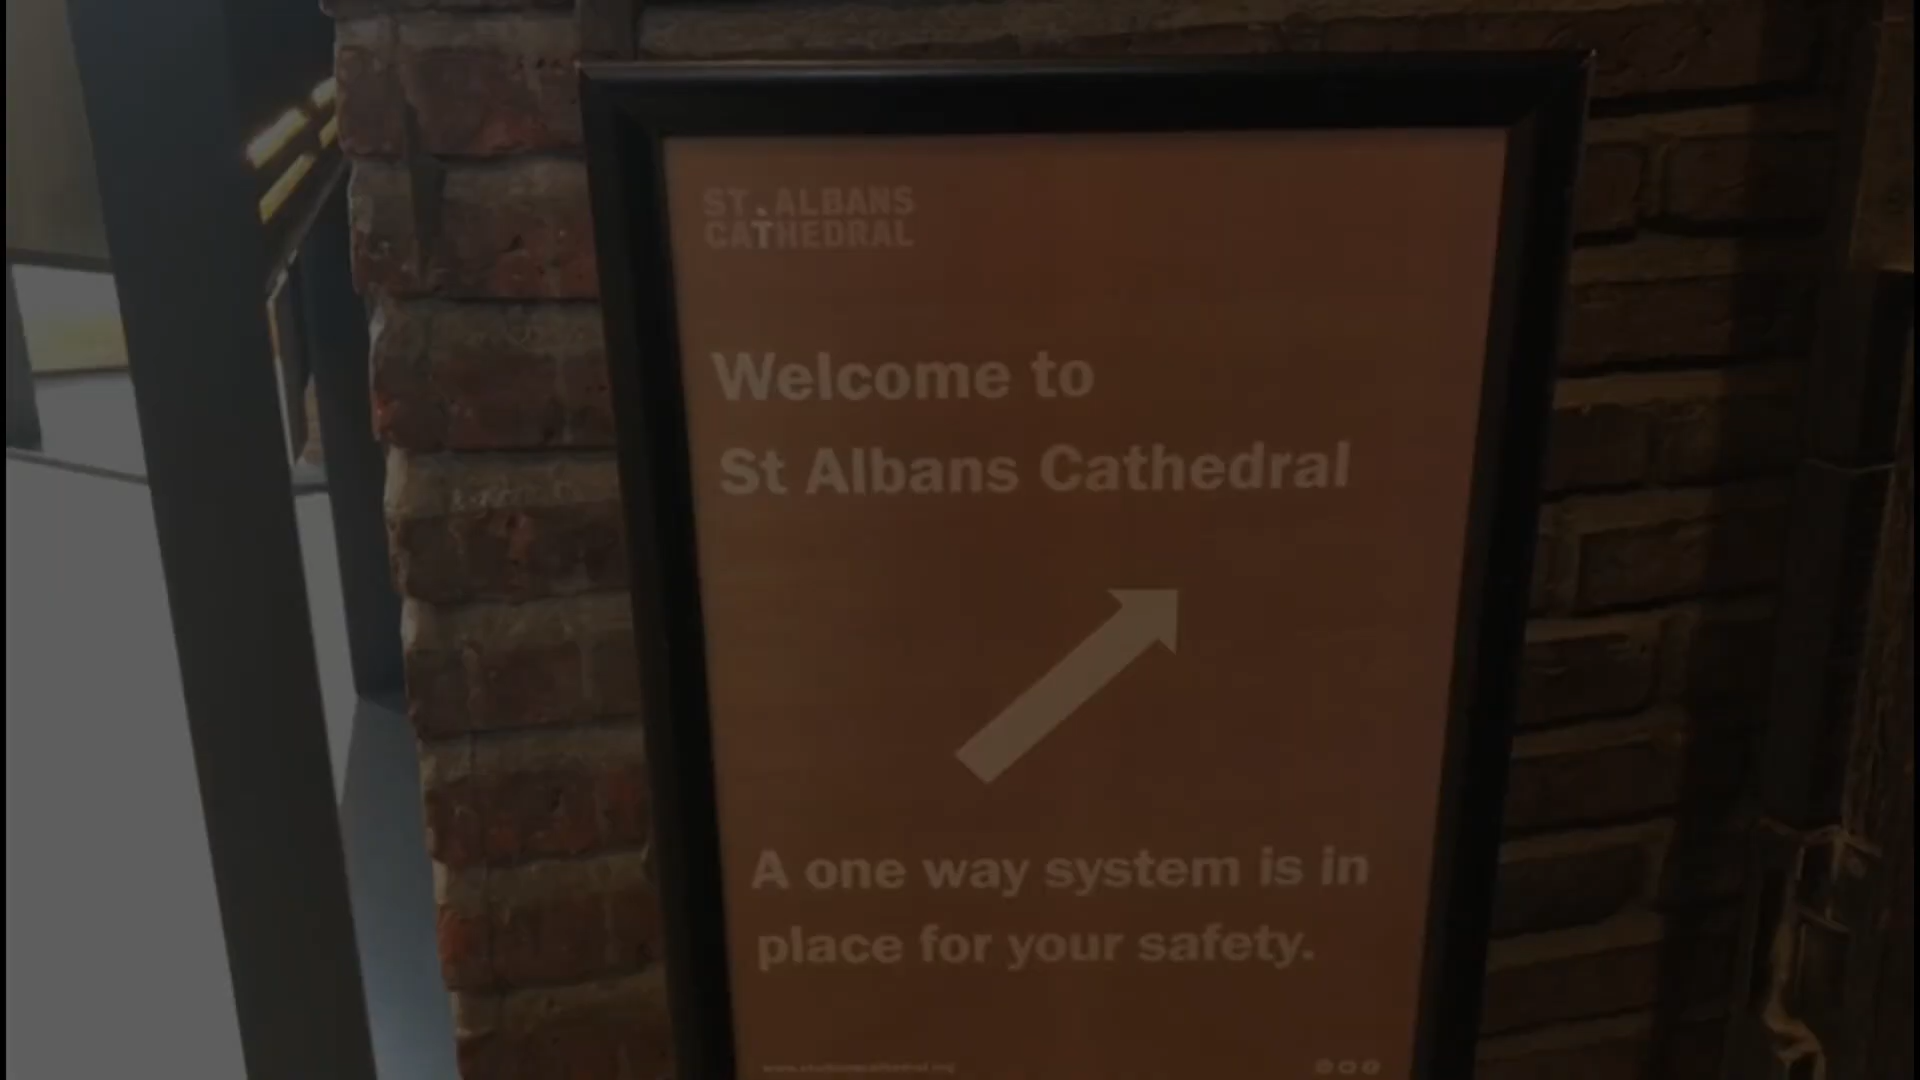 ST. ALBANS
CATHEDRAL
Welcome to
St Albans Cathedral
A one way system is in
place for your safety.